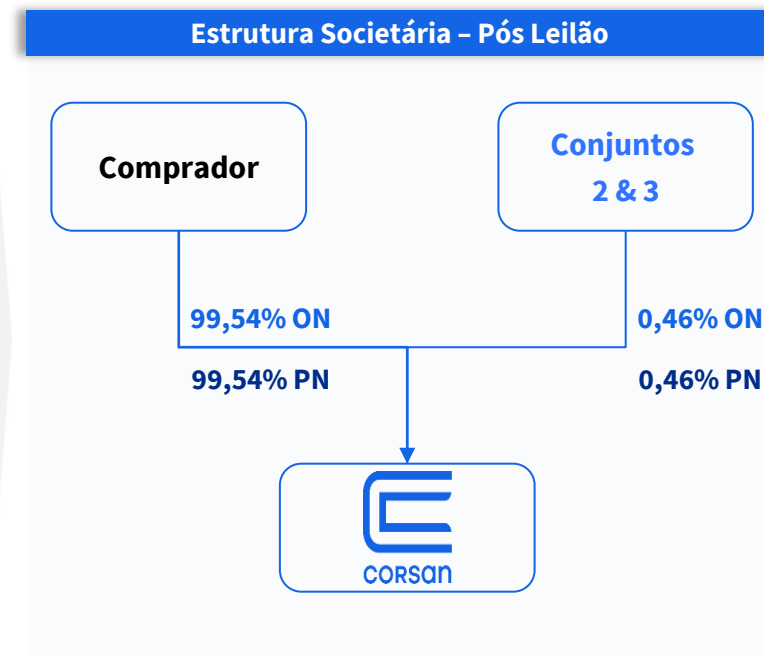 Estrutura Societária – Pós Leilão
Comprador
Conjuntos
2 & 3
99,54% ON
0,46% ON
99,54% PN
0,46% PN
CORSAN